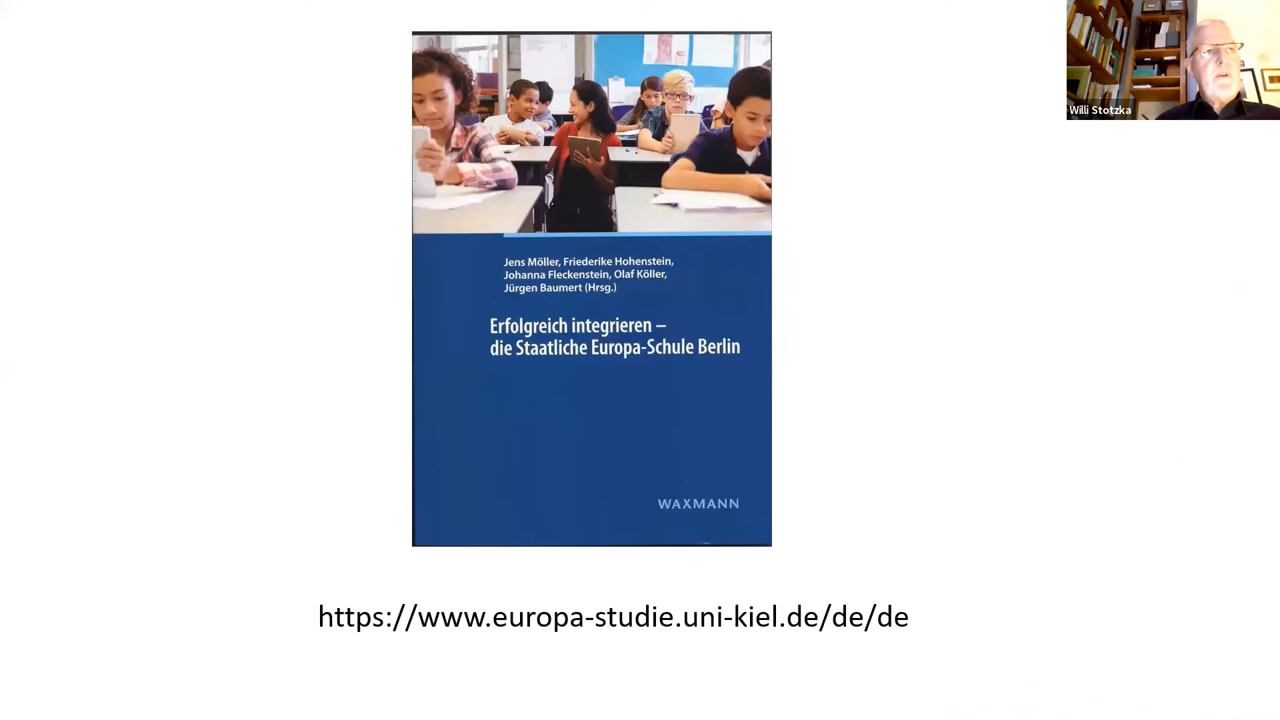 Willi Stotzka
Jens Möller, Friederike Hohenstein,
Johanna Fleckenstein, Olaf Köller,
Jürgen Baumert (Hrsg.)
Erfolgreich integrieren –
die Staatliche Europa-Schule Berlin
WAXMANN
https://www.europa-studie.uni-kiel.de/de/de